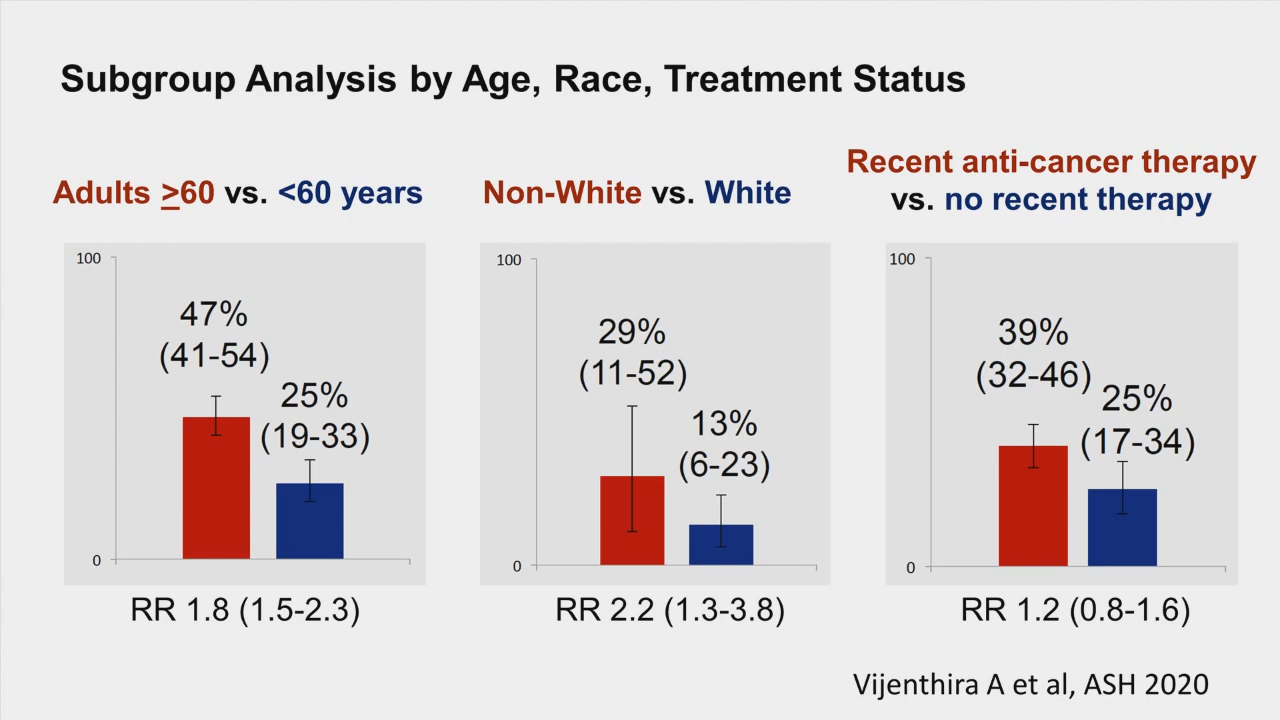 Subgroup Analysis by Age, Race, Treatment Status
Adults >60 vs. <60 years
100
47%
(41-54)
25%
(19-33)
0
RR 1.8 (1.5-2.3)
Non-White vs. White
100
29%
(11-52)
13%
(6-23)
0
RR 2.2 (1.3-3.8)
Recent anti-cancer therapy
vs. no recent therapy
100
39%
(32-46)
25%
(17-34)
0
RR 1.2 (0.8-1.6)
Vijenthira A et al, ASH 2020